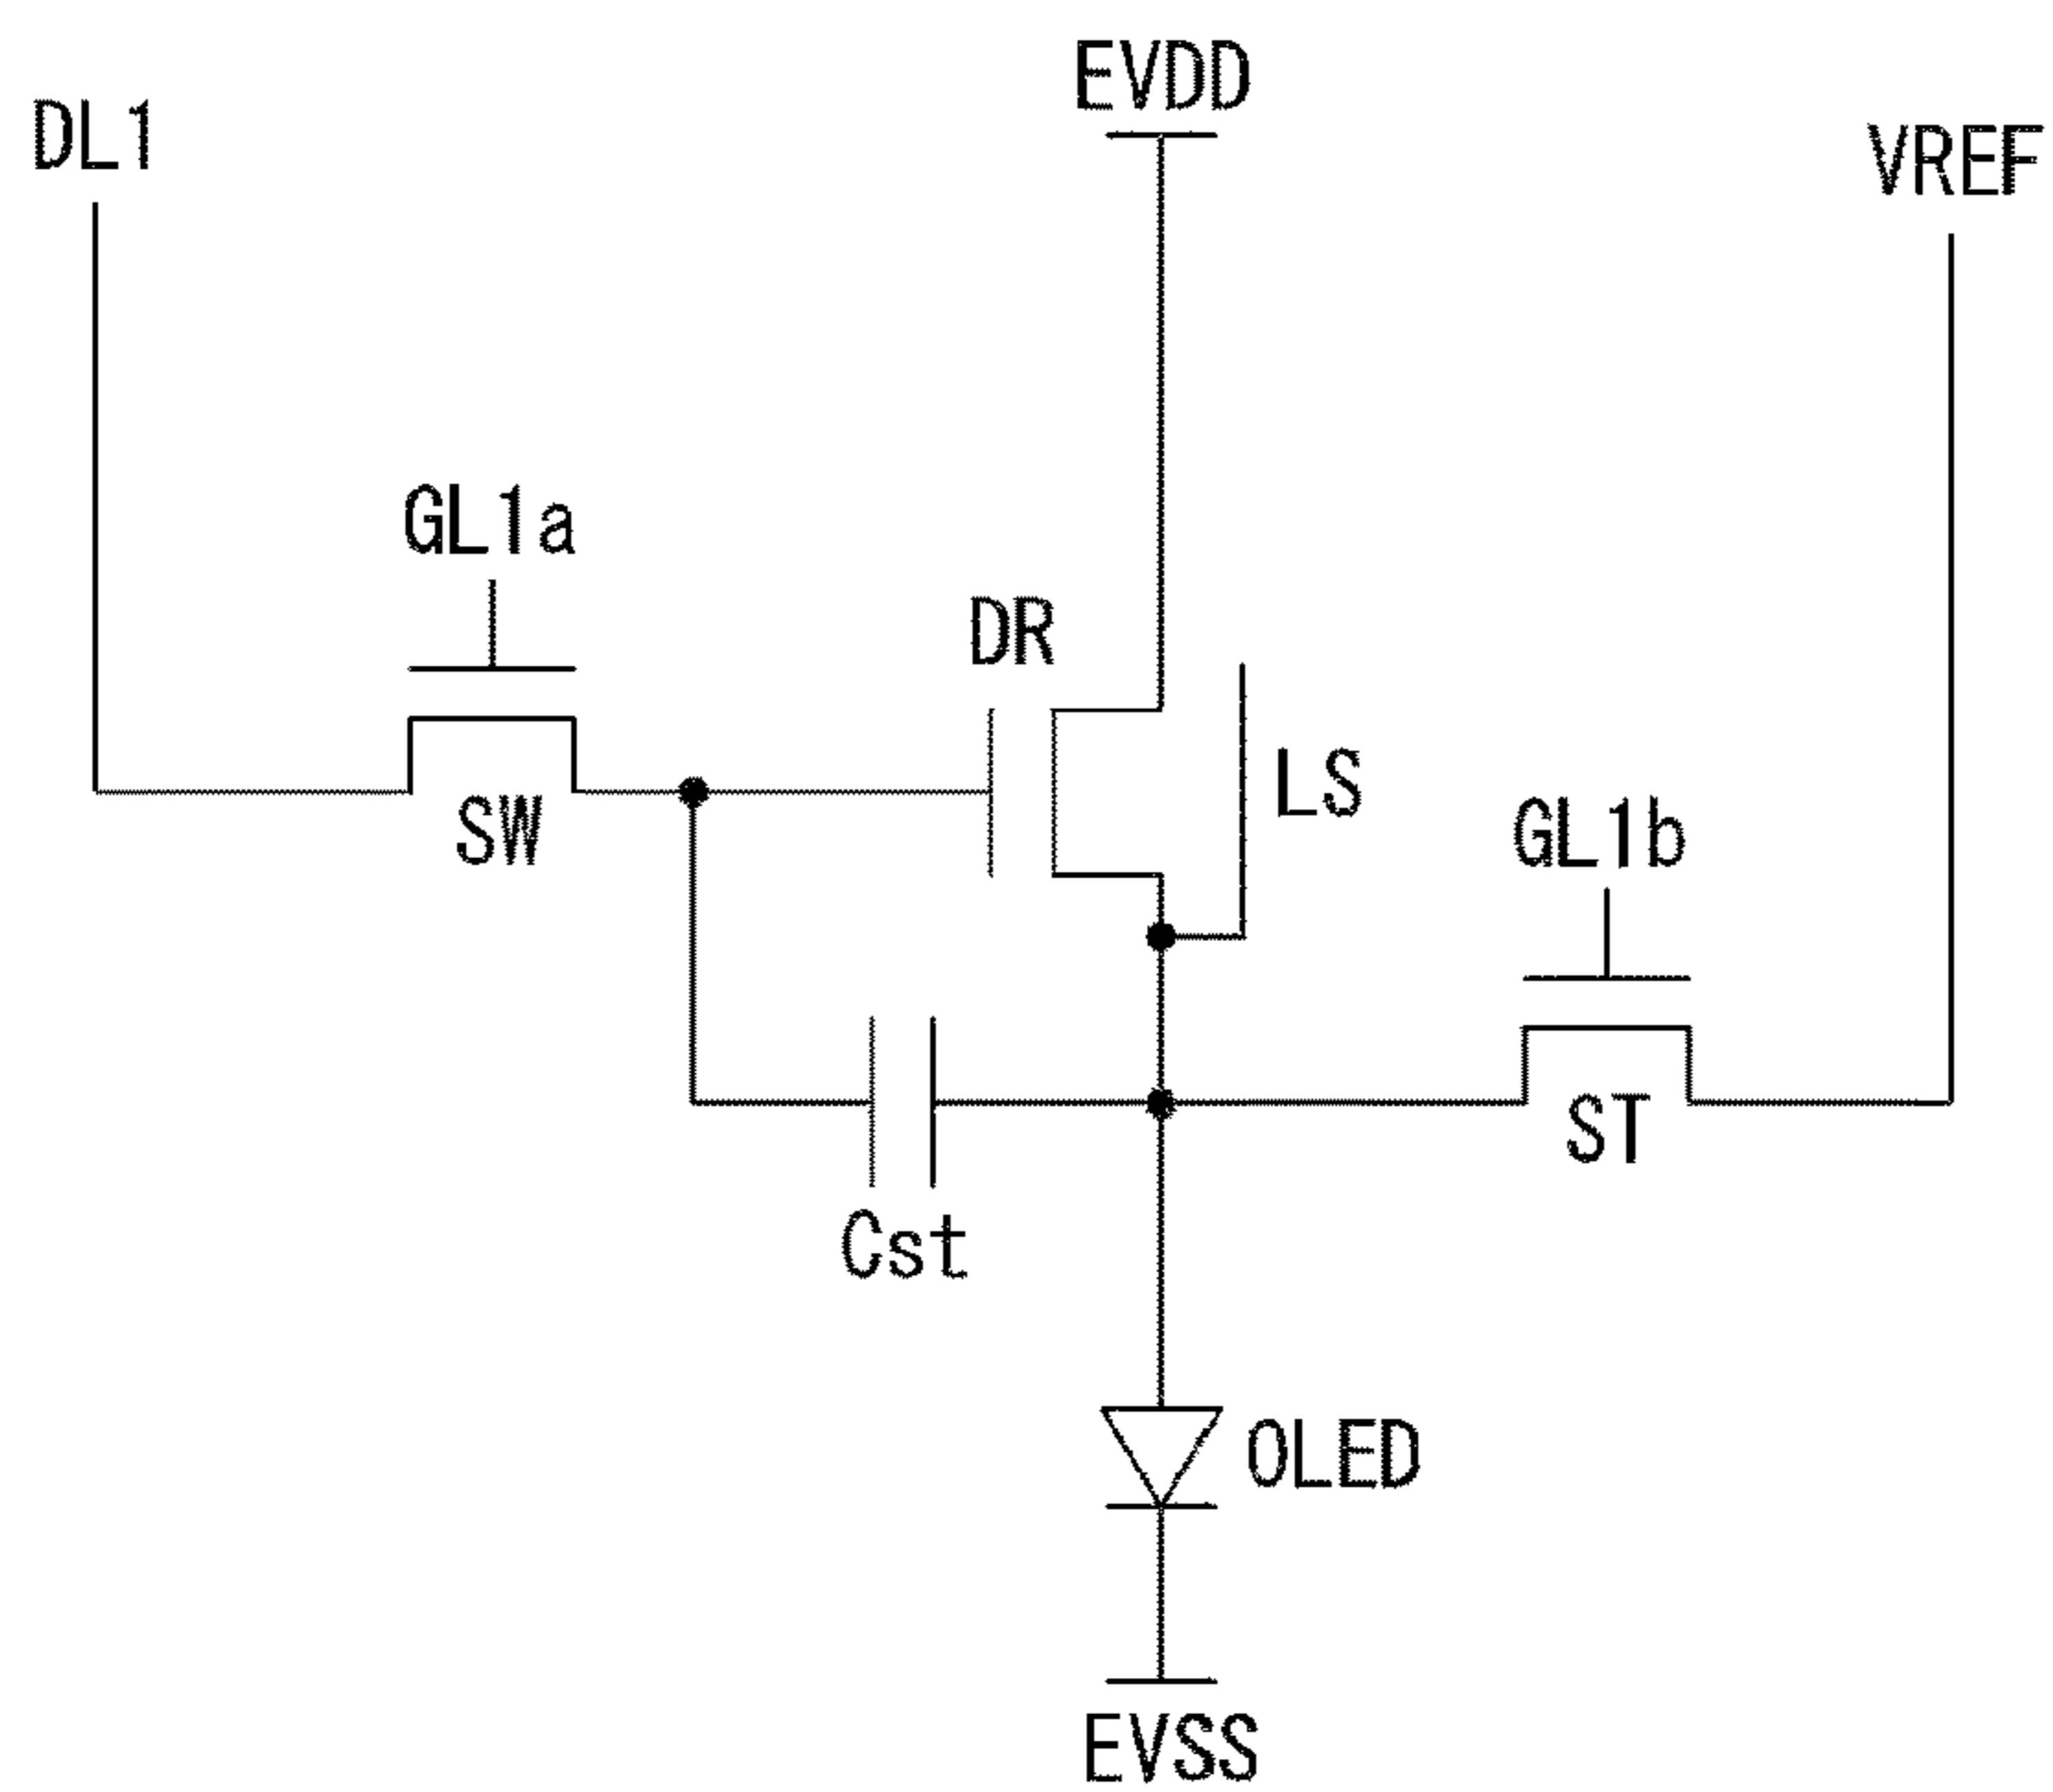 EVDD
DL1
VREF
GL1a
DR
LS
SW
GL1b
ST
Cst
OLED
EVSS